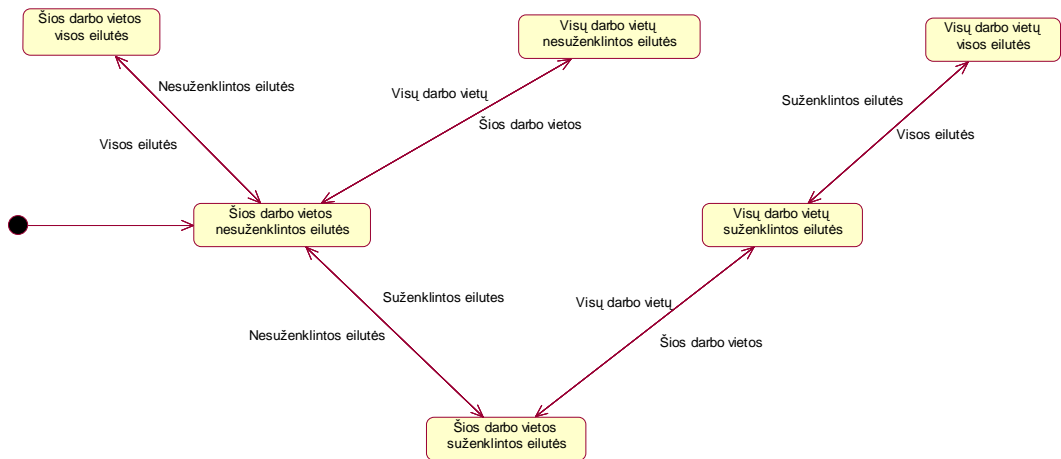 Šios darbo vietos
visos eilutės
Visų darbo vietų
nesuženklintos eilutės
Visų darbo vietų
visos eilutės
Nesuženklintos eilutės
Visų darbo vietų
Suženklintos eilutės
Šios darbo vietos
Visos eilutės
Visos eilutės
Šios darbo vietos
nesuženklintos eilutės
Visų darbo vietų
suženklintos eilutės
Suženklintos eilutes
Visų darbo vietų
Nesuženklintos eilutės
Šios darbo vietos
Šios darbo vietos
suženklintos eilutės